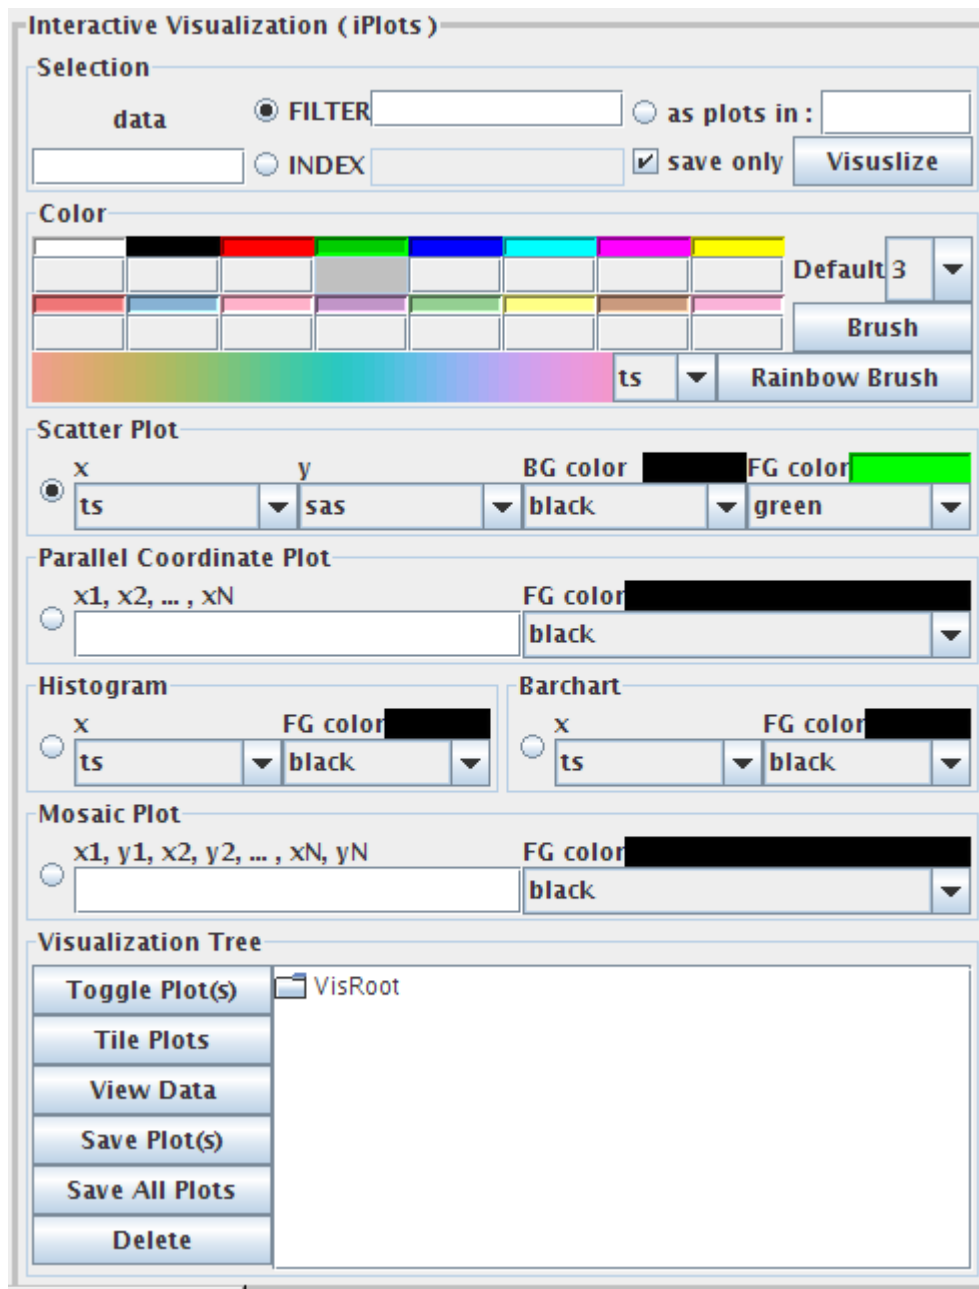 Interactive Visualization ( iPlots )
Selection
data FILTER as plots in :
INDEX save only Visuslize
Color
Default 3
Brush
ts Rainbow Brush
Scatter Plot
x y BG color FG color
ts sas black green
Parallel Coordinate Plot
x1, x2, ... , xN FG color
black
Histogram Barchart
x FG color x FG color
ts black ts black
Mosaic Plot
x1, y1, x2, y2, ... , xN, yN FG color
black
Visualization Tree
Toggle Plot(s) VisRoot
Tile Plots
View Data
Save Plot(s)
Save All Plots
Delete